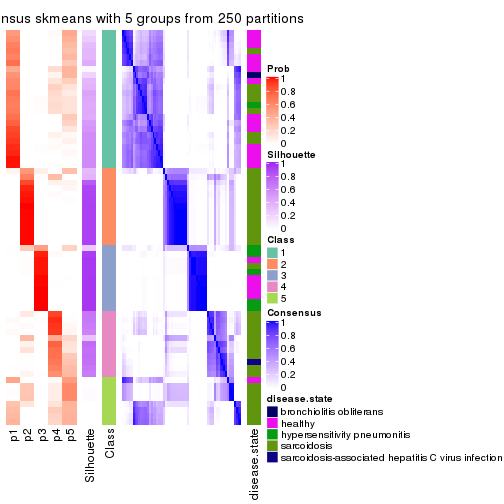 nsus skmeans with 5 groups from 250 partitions
Prob
1
0.8
0.6
0.4
0.2
0
Silhouette
1
0.8
0.6
0.4
0.2
0
Class
1
2
3
4
5
Consensus
1
0.8
0.6
0.4
0.2
0
disease.state
bronchiolitis obliterans
healthy
hypersensitivity pneumonitis
sarcoidosis
sarcoidosis-associated hepatitis C virus infection
p1
p2
p3
p4
p5
Silhouette
Class
disease.state